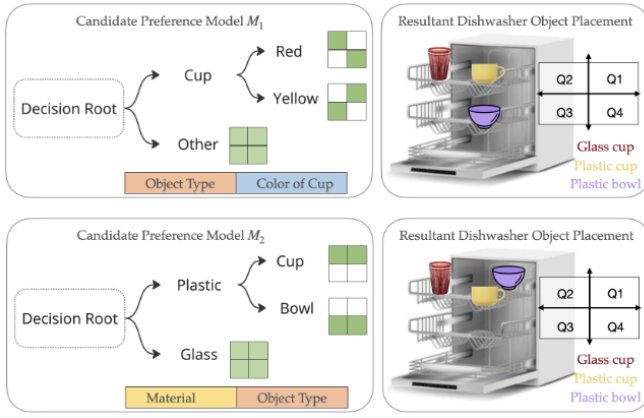 Candidate Preference Model M₁
Decision Root
Cup
Red
Yellow
Other
Object Type
Color of Cup
Resultant Dishwasher Object Placement
Q2 Q1
Q3 Q4
Glass cup
Plastic cup
Plastic bowl
Candidate Preference Model M₂
Decision Root
Plastic
Cup
Bowl
Glass
Material
Object Type
Resultant Dishwasher Object Placement
Q2 Q1
Q3 Q4
Glass cup
Plastic cup
Plastic bowl